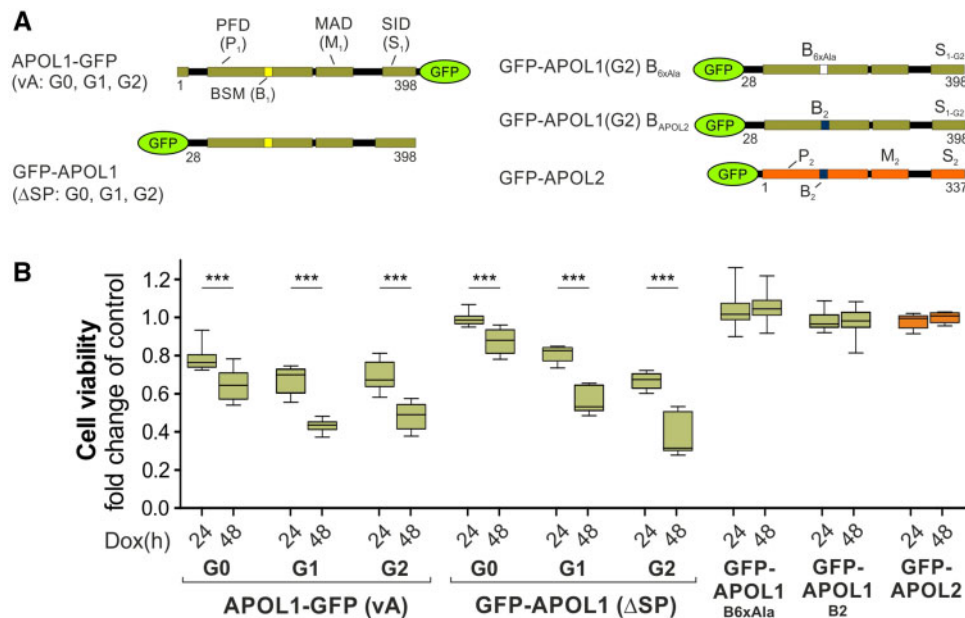 A
PFD
(P₁)
MAD
(M₁)
SID
(S₁)
APOL1-GFP
(vA: G0, G1, G2)
GFP
1
BSM (B₁)
398
GFP
28
398
GFP-APOL1
(ΔSP: G0, G1, G2)
GFP-APOL1(G2) B6xAla
GFP
B6xAla
S1-G2
28
398
GFP-APOL1(G2) BAPOL2
GFP
B₂
S1-G2
28
398
GFP-APOL2
GFP
P₂
M₂
S₂
1
B₂
337
B
Cell viability
fold change of control
1.2
1.0
0.8
0.6
0.4
0.2
0.0
*** *** *** *** *** ***
Dox(h)
24 48 24 48 24 48 24 48 24 48 24 48 24 48 24 48 24 48
G0 G1 G2 G0 G1 G2
APOL1-GFP (vA)
GFP-APOL1 (ΔSP)
GFP-
APOL1
B6xAla
GFP-
APOL1
B2
GFP-
APOL2